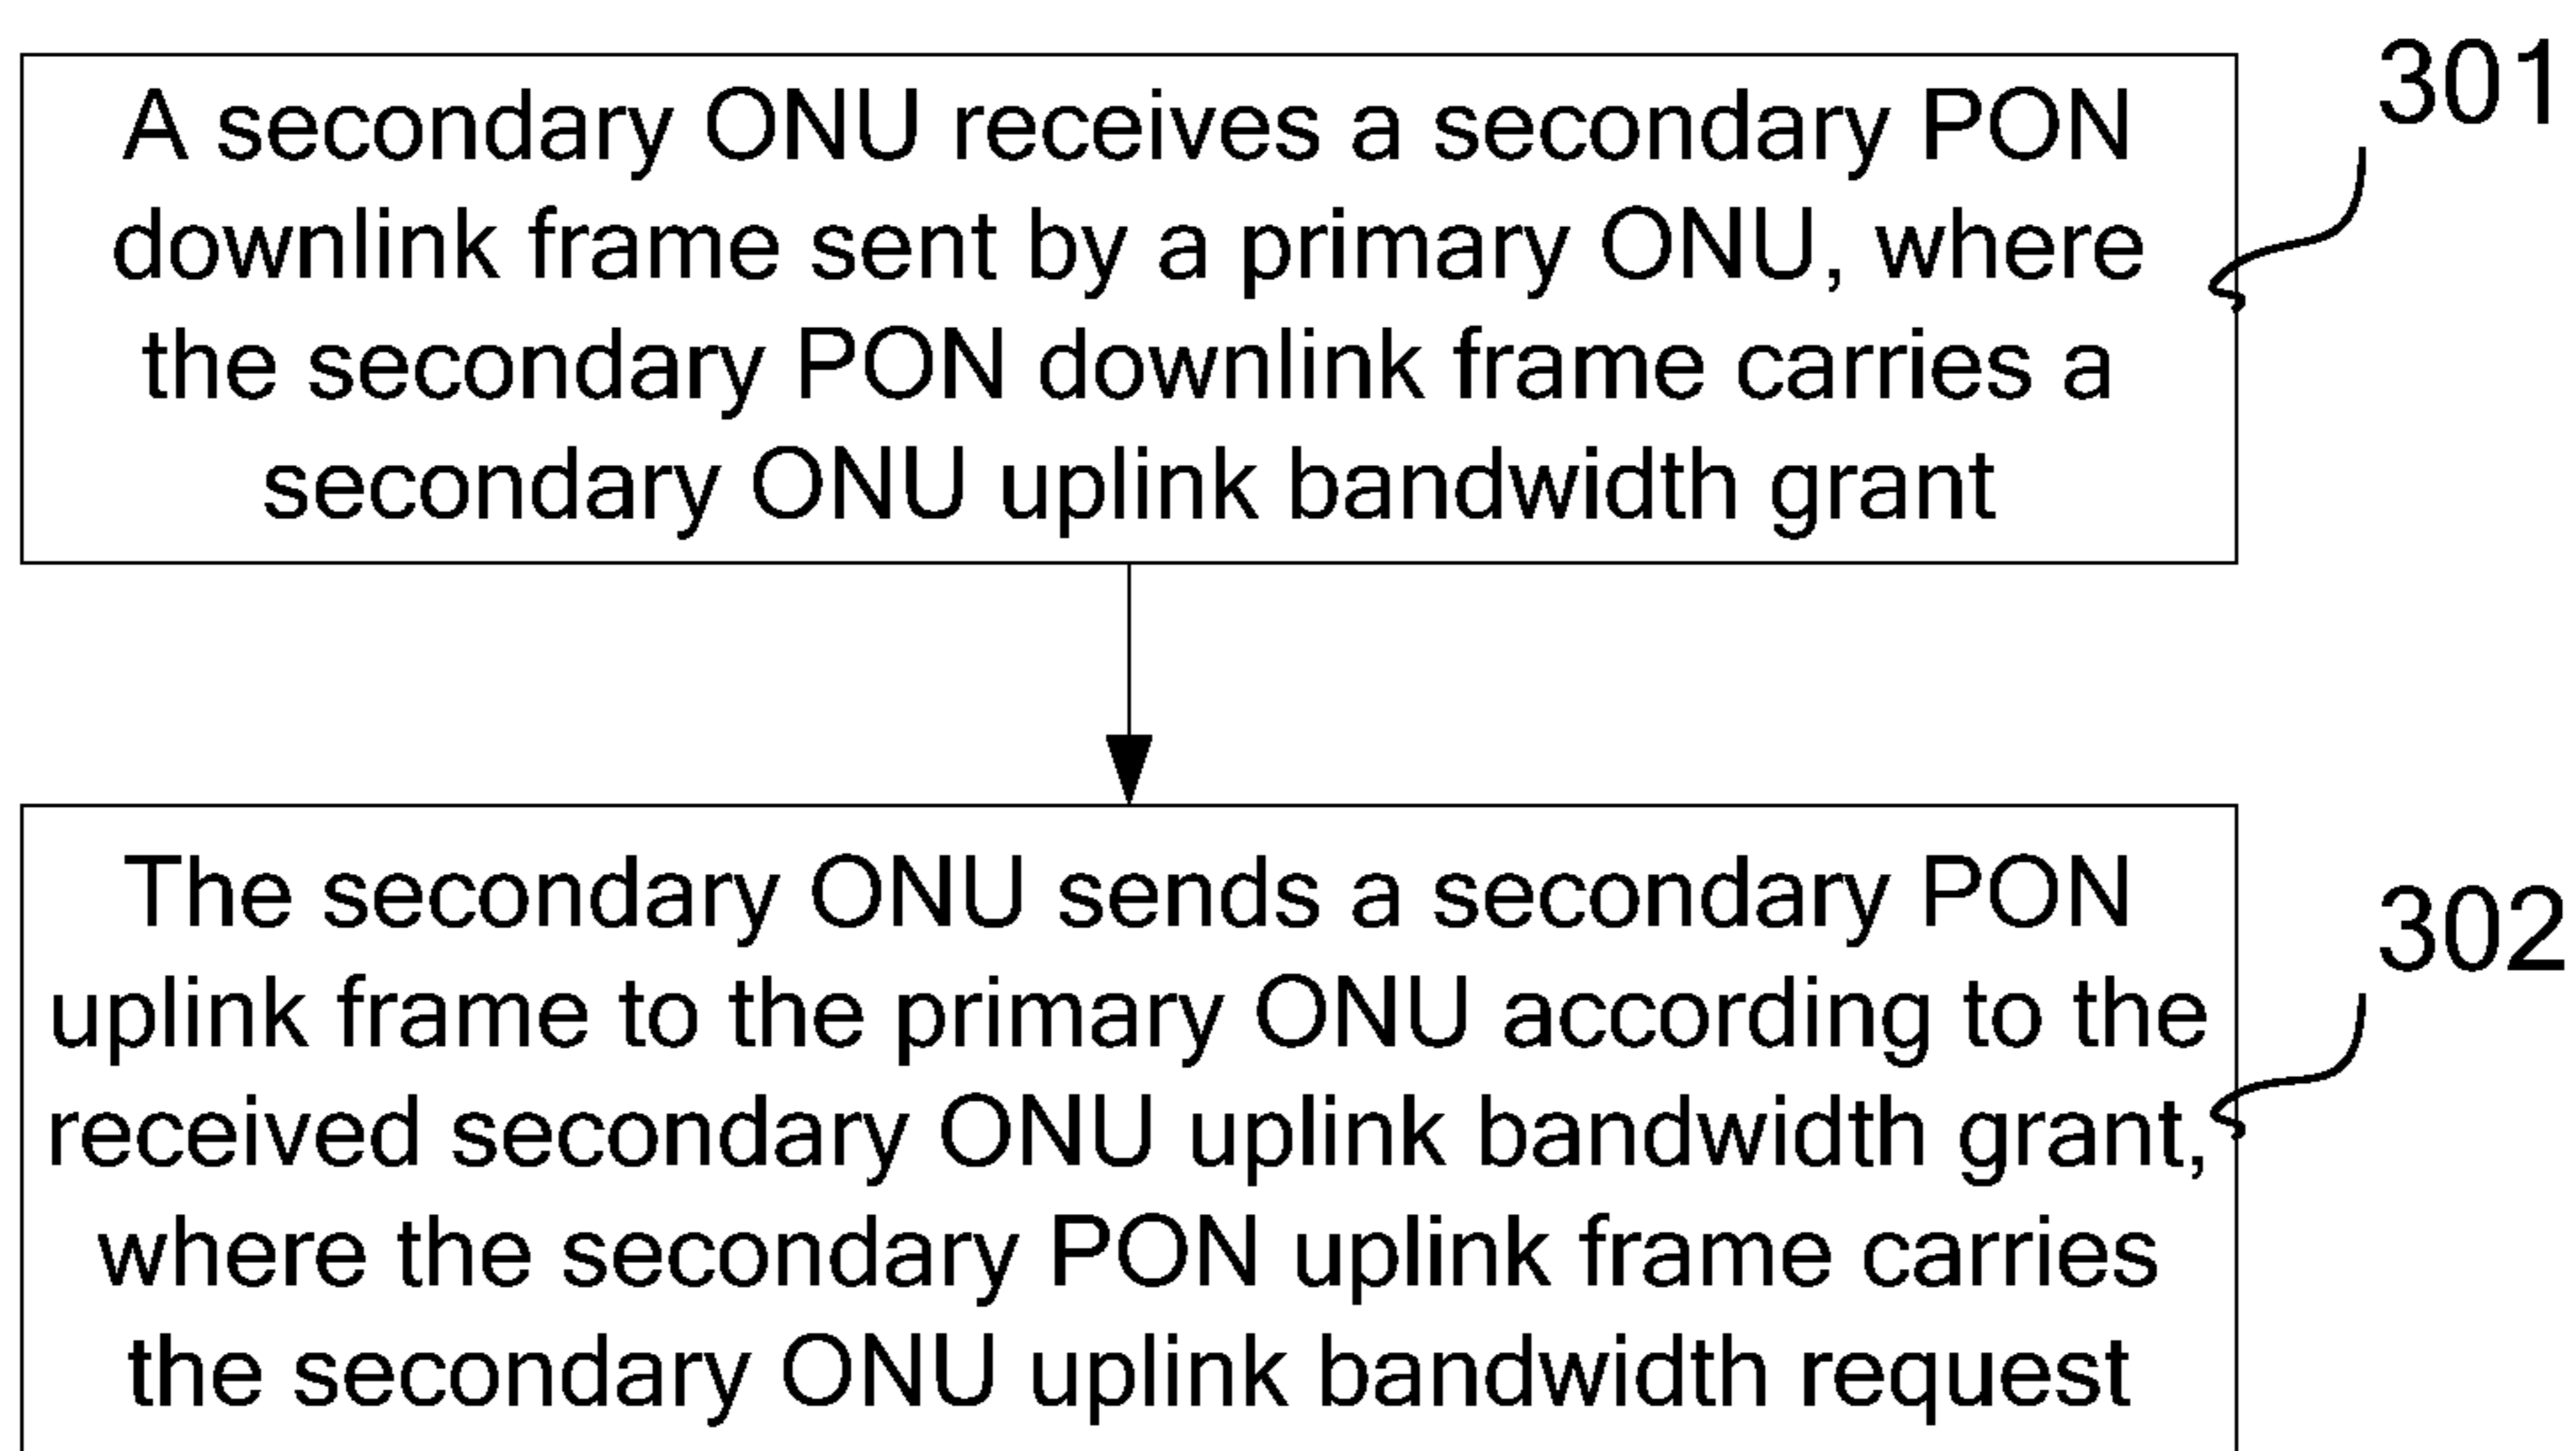 A secondary ONU receives a secondary PON
downlink frame sent by a primary ONU, where
the secondary PON downlink frame carries a
secondary ONU uplink bandwidth grant
301
The secondary ONU sends a secondary PON
uplink frame to the primary ONU according to the
received secondary ONU uplink bandwidth grant,
where the secondary PON uplink frame carries
the secondary ONU uplink bandwidth request
302